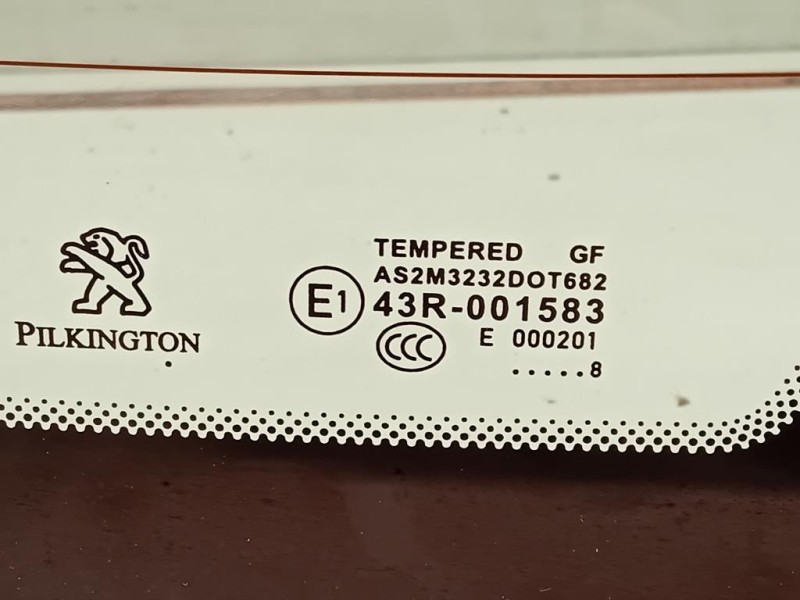 PILKINGTON
TEMPERED GF
AS2M3232DOT682
E1 43R-001583
CCC E 000201
.....8